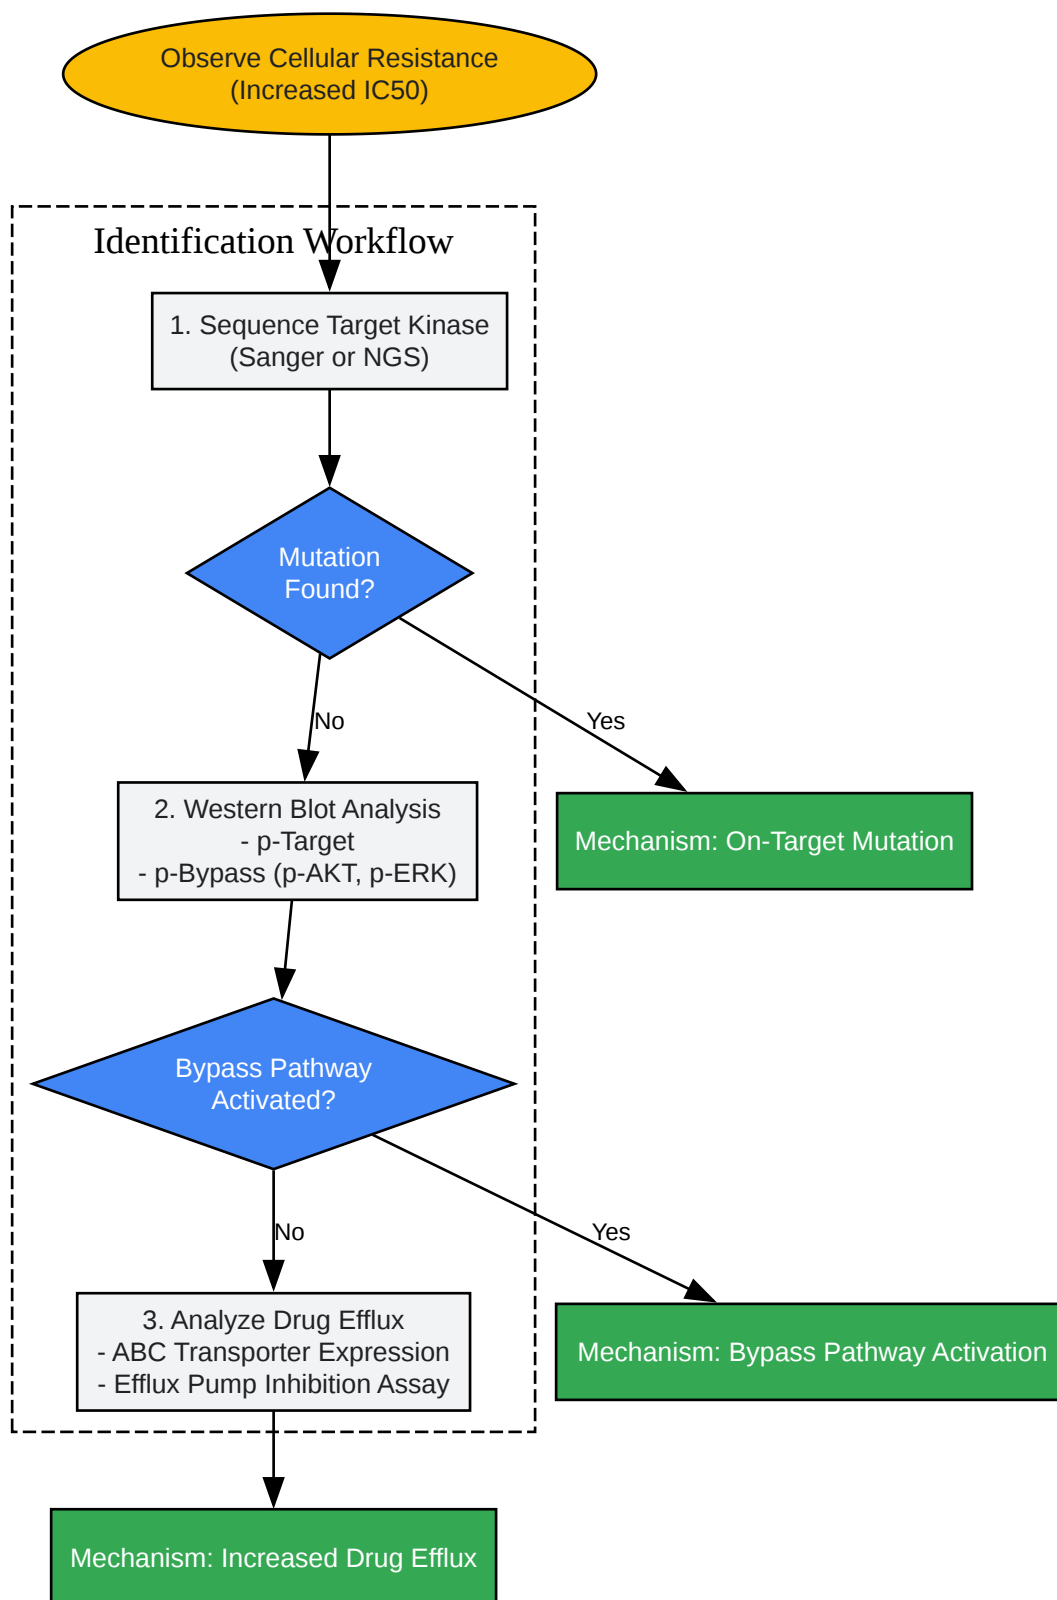 Observe Cellular Resistance
(Increased IC50)
Identification Workflow
1. Sequence Target Kinase
(Sanger or NGS)
Mutation
Found?
No
Yes
2. Western Blot Analysis
- p-Target
- p-Bypass (p-AKT, p-ERK)
Mechanism: On-Target Mutation
Bypass Pathway
Activated?
No
Yes
3. Analyze Drug Efflux
- ABC Transporter Expression
- Efflux Pump Inhibition Assay
Mechanism: Bypass Pathway Activation
Mechanism: Increased Drug Efflux